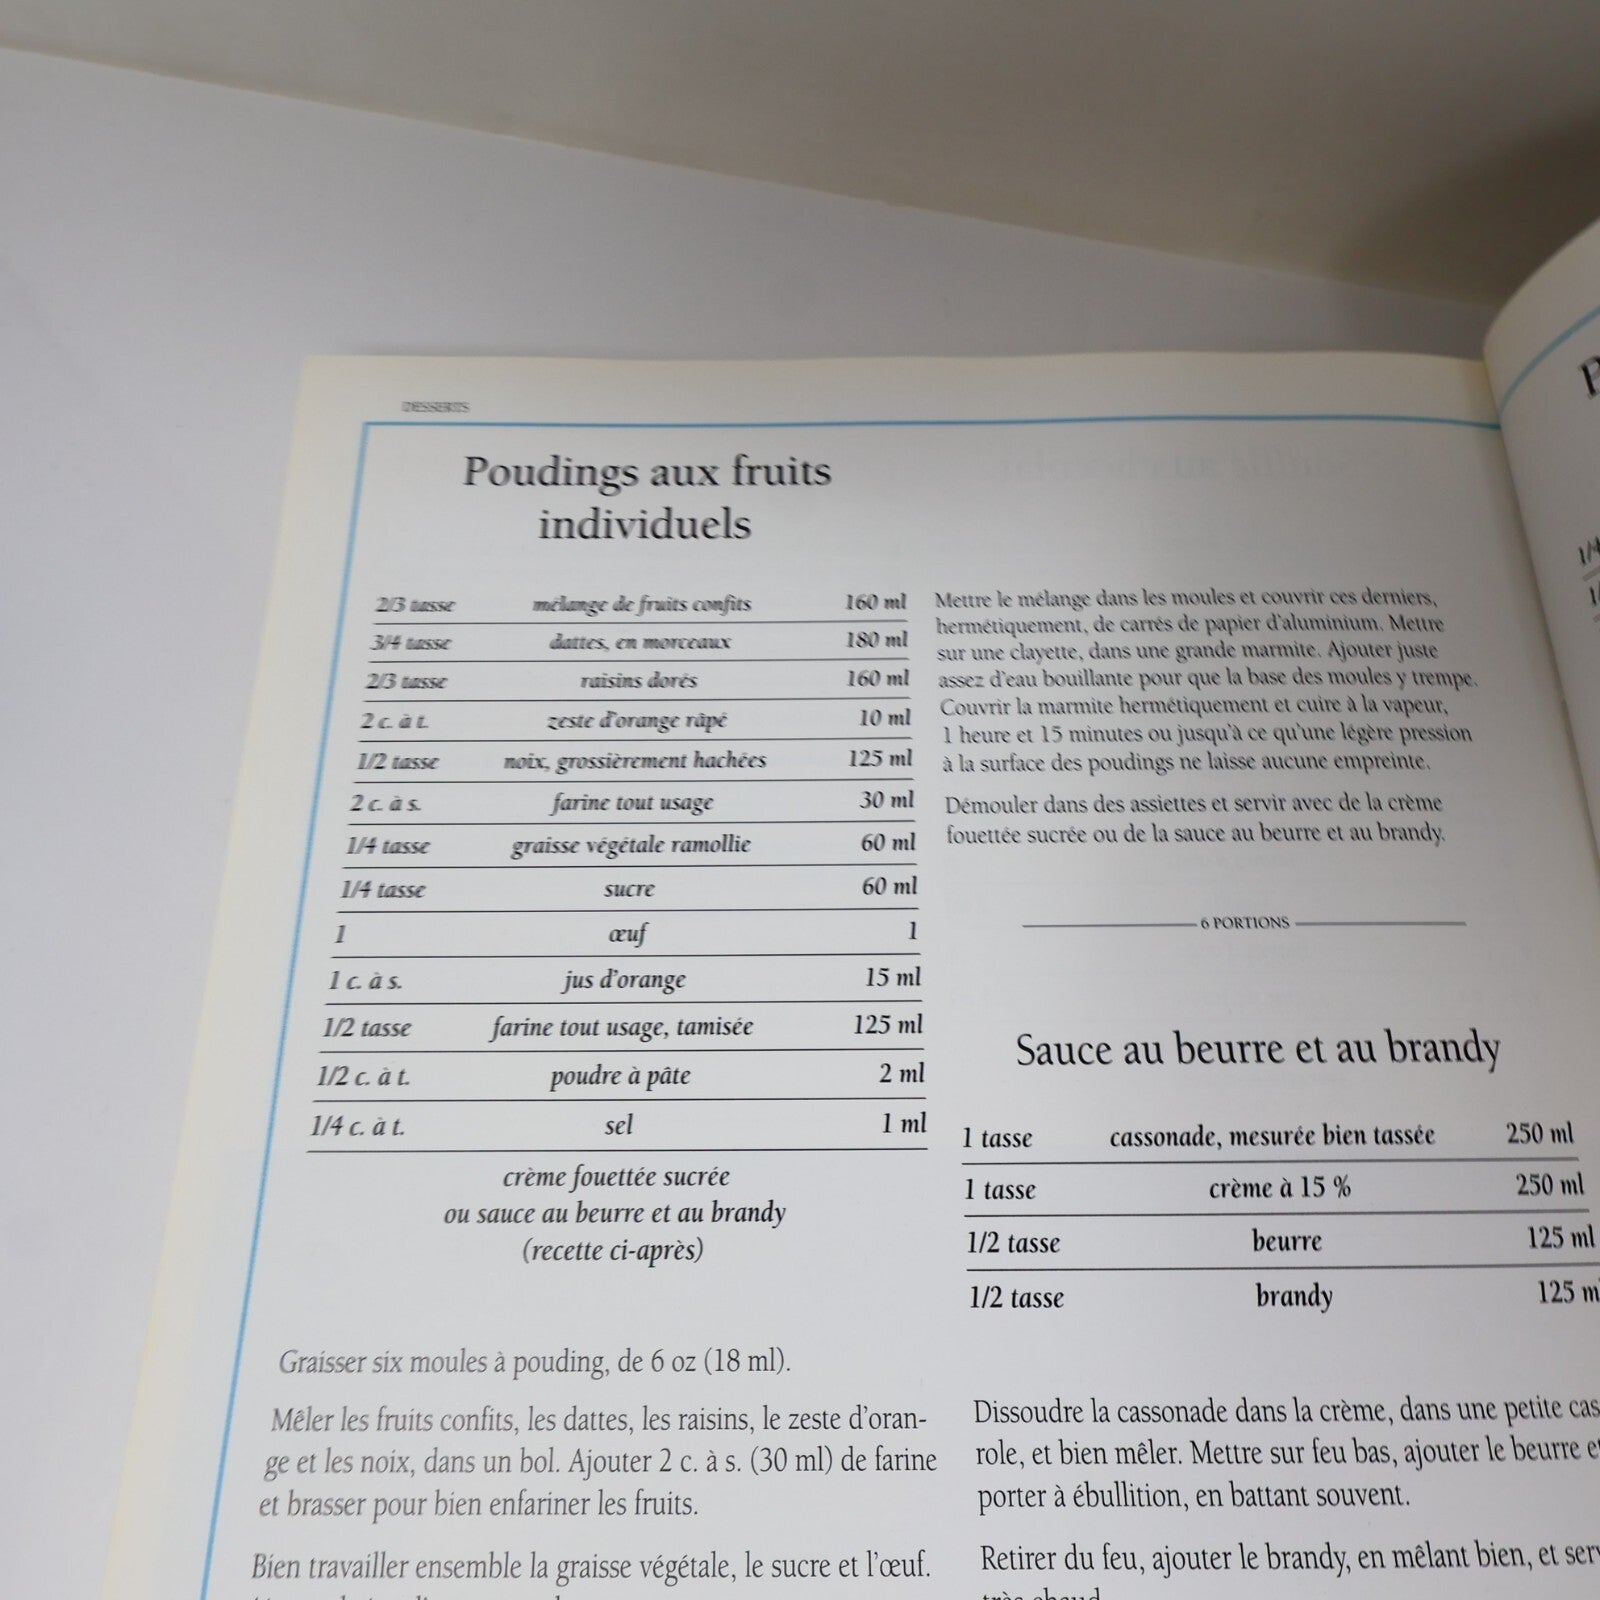 DESSERTS
Poudings aux fruits
individuels
2/3 tasse mélange de fruits confits 160 ml
3/4 tasse dattes, en morceaux 180 ml
2/3 tasse raisins dorés 160 ml
2 c. à t. zeste d'orange râpé 10 ml
1/2 tasse noix, grossièrement hachées 125 ml
2 c. à s. farine tout usage 30 ml
1/4 tasse graisse végétale ramollie 60 ml
1/4 tasse sucre 60 ml
1 œuf 1
1 c. à s. jus d'orange 15 ml
1/2 tasse farine tout usage, tamisée 125 ml
1/2 c. à t. poudre à pâte 2 ml
1/4 c. à t. sel 1 ml
crème fouettée sucrée
ou sauce au beurre et au brandy
(recette ci-après)
Graisser six moules à pouding, de 6 oz (18 ml).
Mêler les fruits confits, les dattes, les raisins, le zeste d'oran-
ge et les noix, dans un bol. Ajouter 2 c. à s. (30 ml) de farine
et brasser pour bien enfariner les fruits.
Bien travailler ensemble la graisse végétale, le sucre et l'œuf.
Mettre le mélange dans les moules et couvrir ces derniers,
hermétiquement, de carrés de papier d'aluminium. Mettre
sur une clayette, dans une grande marmite. Ajouter juste
assez d'eau bouillante pour que la base des moules y trempe.
Couvrir la marmite hermétiquement et cuire à la vapeur,
1 heure et 15 minutes ou jusqu'à ce qu'une légère pression
à la surface des poudings ne laisse aucune empreinte.
Démouler dans des assiettes et servir avec de la crème
fouettée sucrée ou de la sauce au beurre et au brandy.
6 PORTIONS
Sauce au beurre et au brandy
1 tasse cassonade, mesurée bien tassée 250 ml
1 tasse crème à 15 % 250 ml
1/2 tasse beurre 125 ml
1/2 tasse brandy 125 m
Dissoudre la cassonade dans la crème, dans une petite cas
role, et bien mêler. Mettre sur feu bas, ajouter le beurre et
porter à ébullition, en battant souvent.
Retirer du feu, ajouter le brandy, en mêlant bien, et serv
très chaud
P
1/4